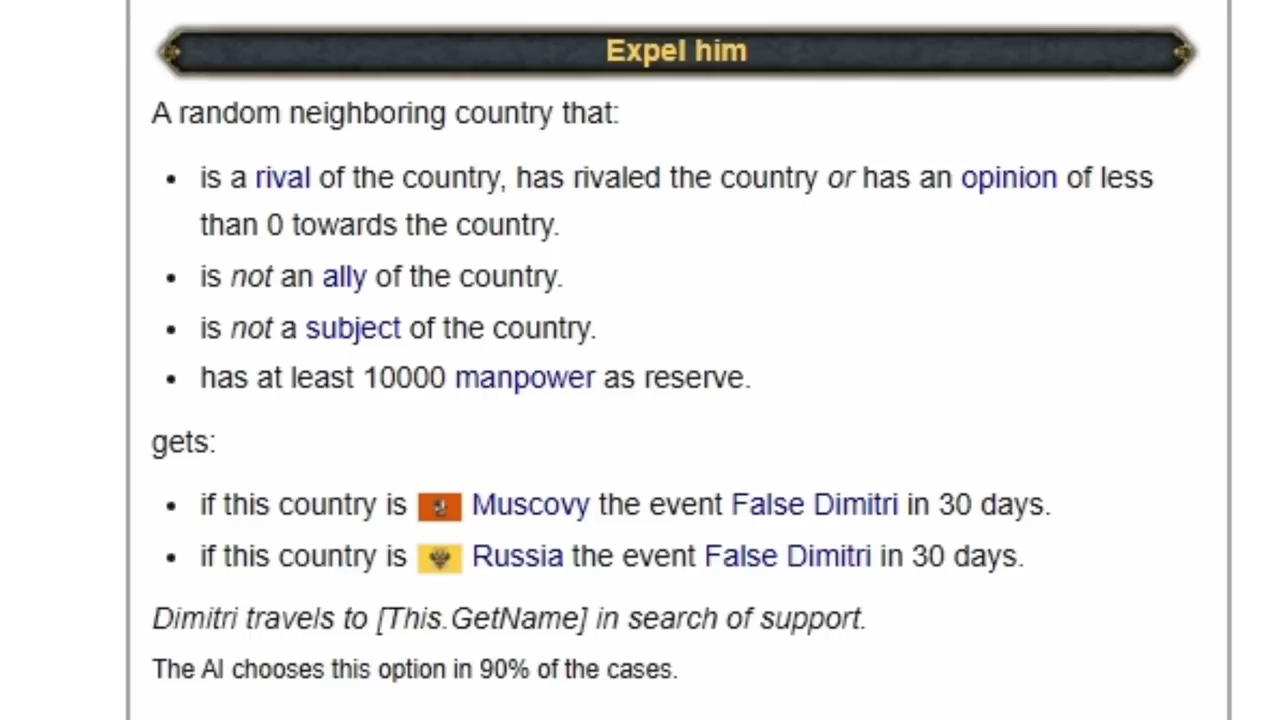 Expel him
A random neighboring country that:
• is a rival of the country, has rivaled the country or has an opinion of less
than 0 towards the country.
• is not an ally of the country.
• is not a subject of the country.
• has at least 10000 manpower as reserve.
gets:
• if this country is Muscovy the event False Dimitri in 30 days.
• if this country is Russia the event False Dimitri in 30 days.
Dimitri travels to [This.GetName] in search of support.
The AI chooses this option in 90% of the cases.